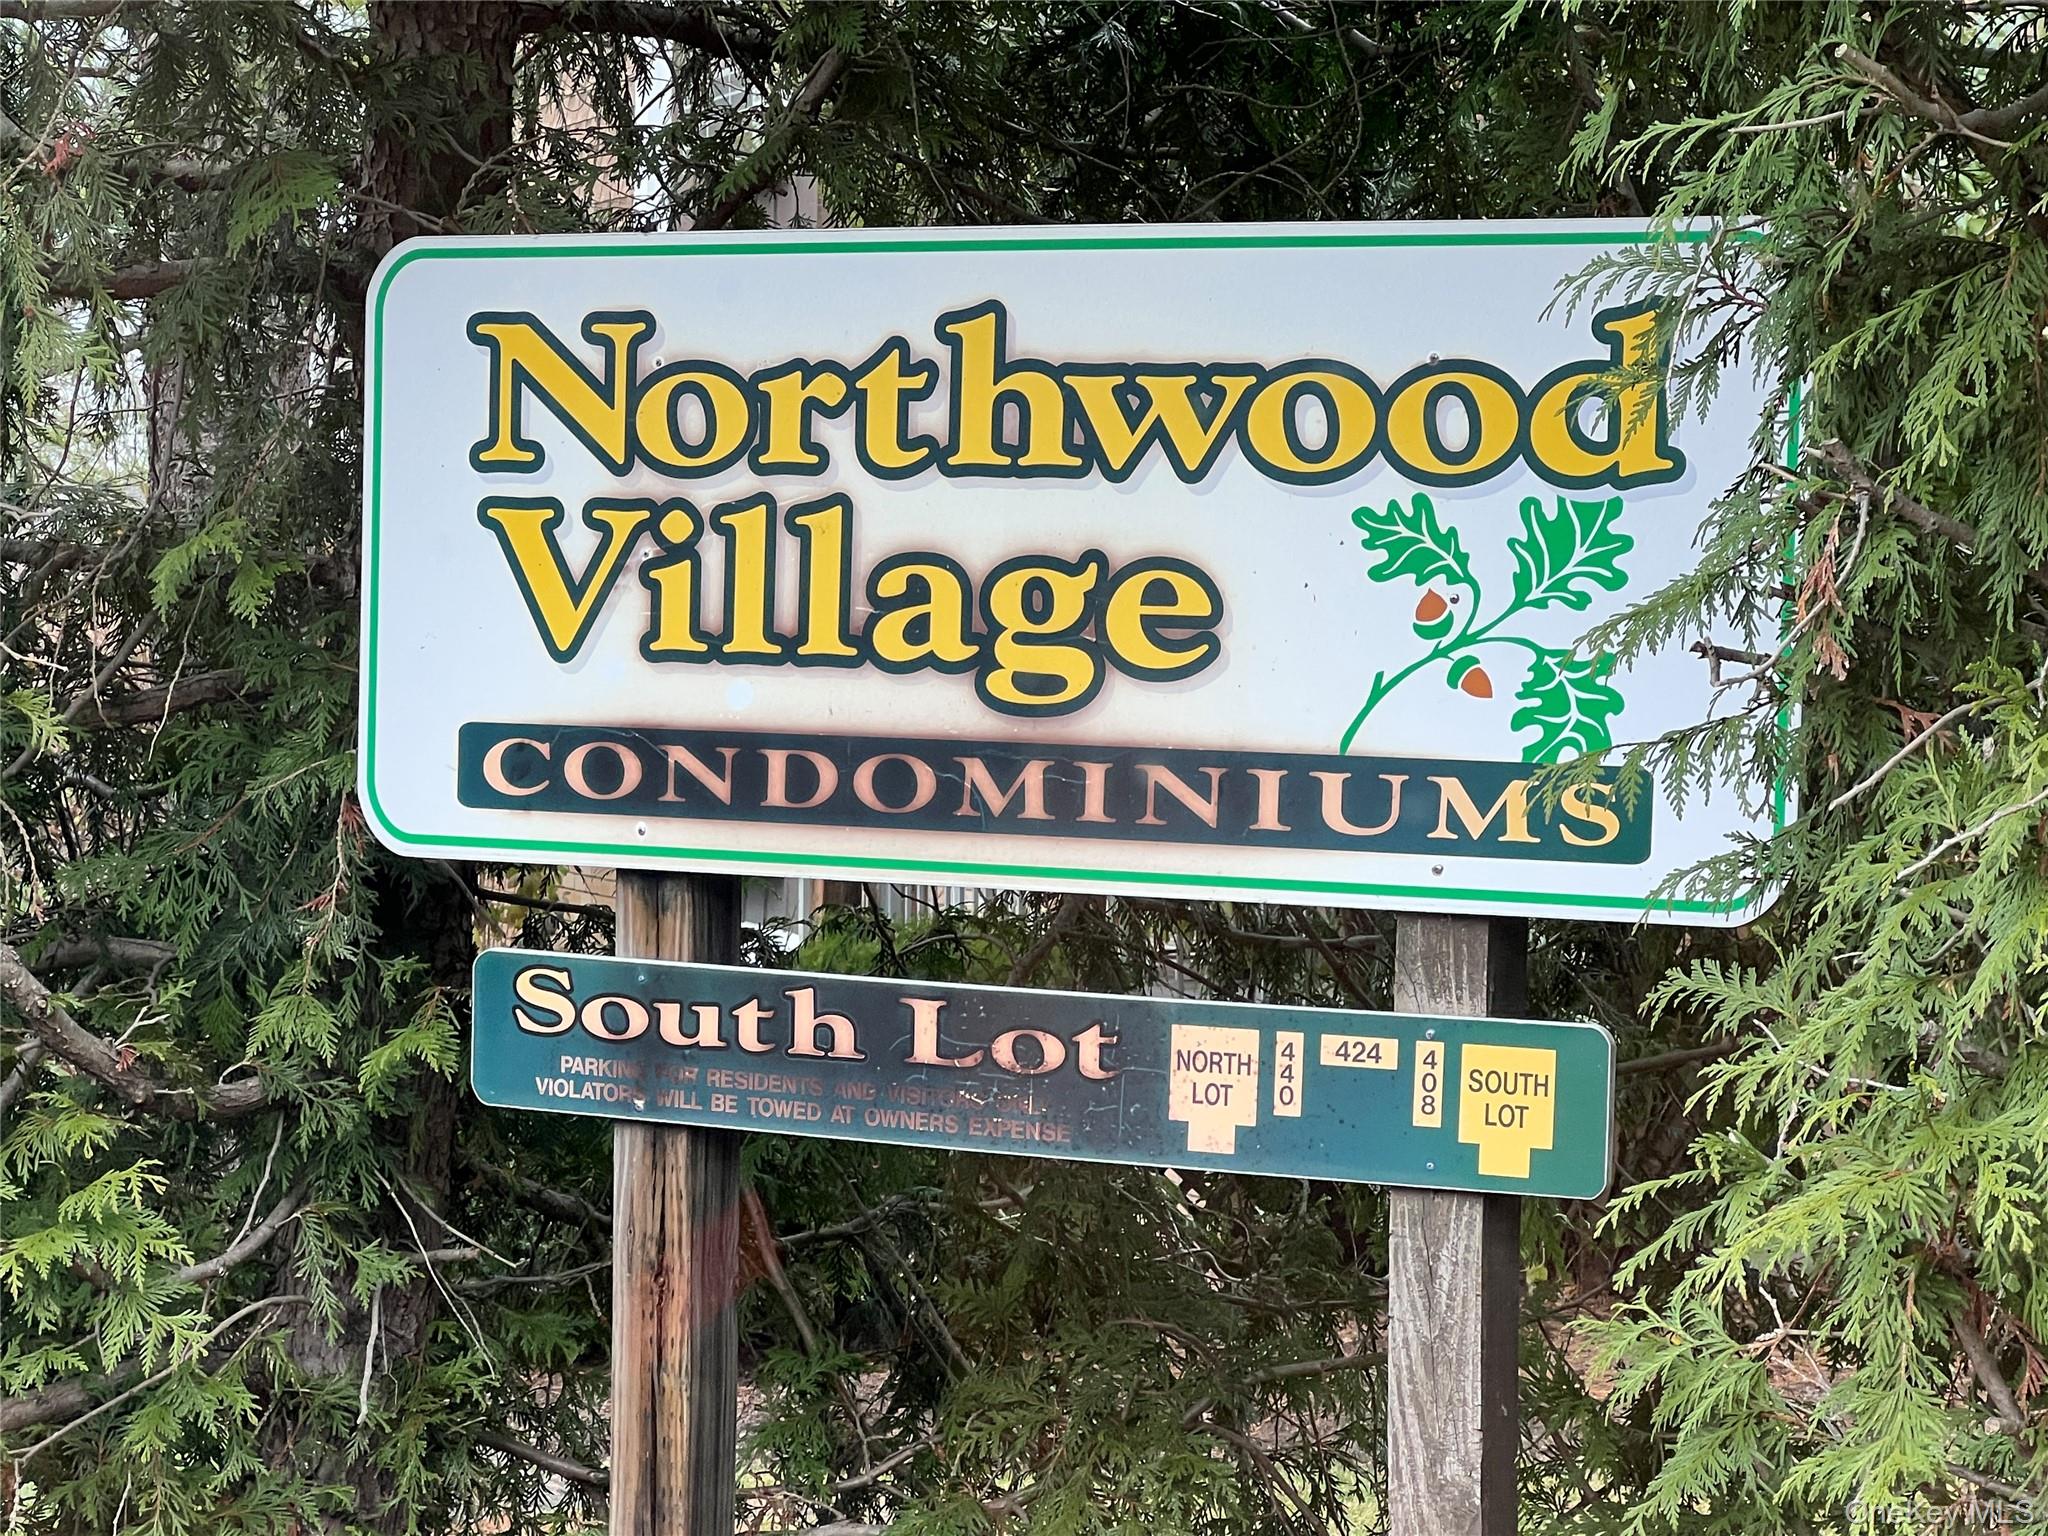 Northwood
Village
CONDOMINIUMS
South Lot
PARKING FOR RESIDENTS AND VISITORS ONLY
VIOLATORS WILL BE TOWED AT OWNERS EXPENSE
NORTH
LOT
440
424
408
SOUTH
LOT
OneKey MLS